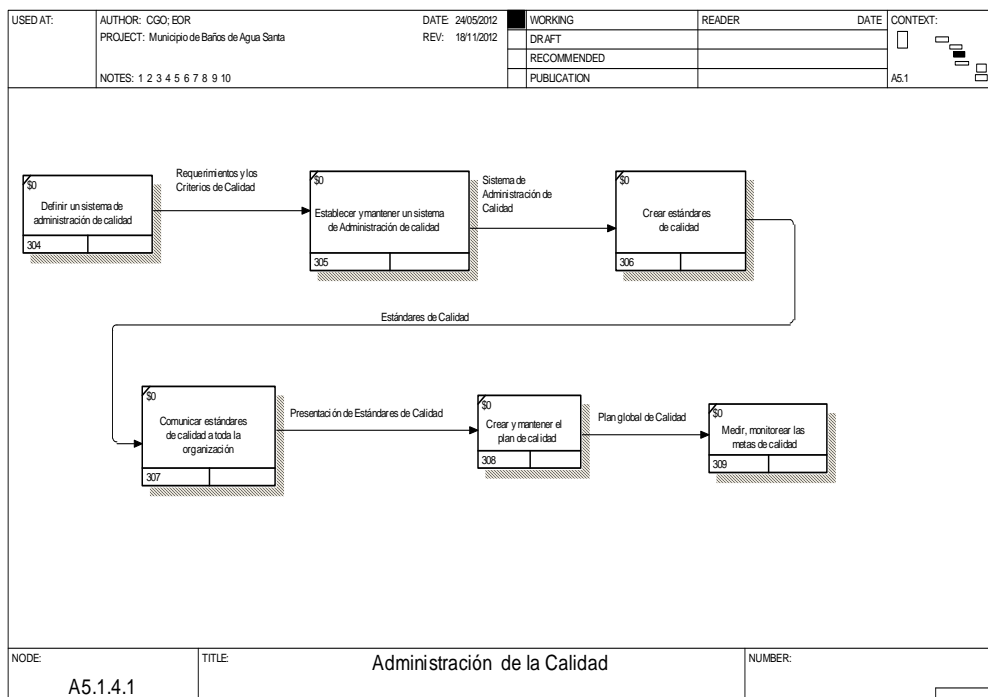 USED AT:
AUTHOR: CGO; EOR
DATE: 24/05/2012
WORKING
READER
DATE
CONTEXT:
PROJECT: Municipio de Baños de Agua Santa
REV: 18/11/2012
DRAFT
RECOMMENDED
NOTES: 1 2 3 4 5 6 7 8 9 10
PUBLICATION
A5.1
$0
Definir un sistema de
administración de calidad
304
Requerimientos y los
Criterios de Calidad
$0
Establecer y mantener un sistema
de Administración de calidad
305
Sistema de
Administración de
Calidad
$0
Crear estándares
de calidad
306
Estándares de Calidad
$0
Comunicar estándares
de calidad a toda la
organización
307
Presentación de Estándares de Calidad
$0
Crear y mantener el
plan de calidad
308
Plan global de Calidad
$0
Medir, monitorear las
metas de calidad
309
NODE:
A5.1.4.1
TITLE:
Administración de la Calidad
NUMBER: